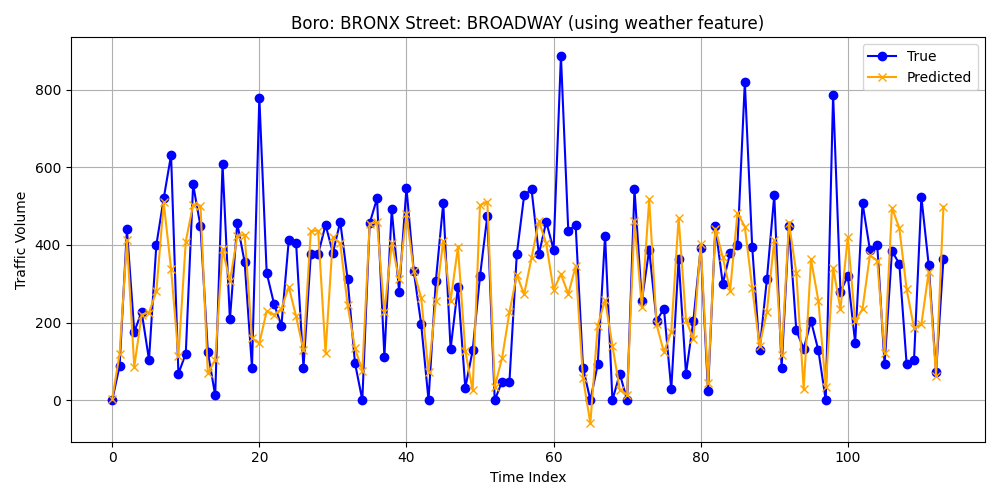 Boro: BRONX Street: BROADWAY (using weather feature)
True
Predicted
Traffic Volume
800
600
400
200
0
0 20 40 60 80 100
Time Index